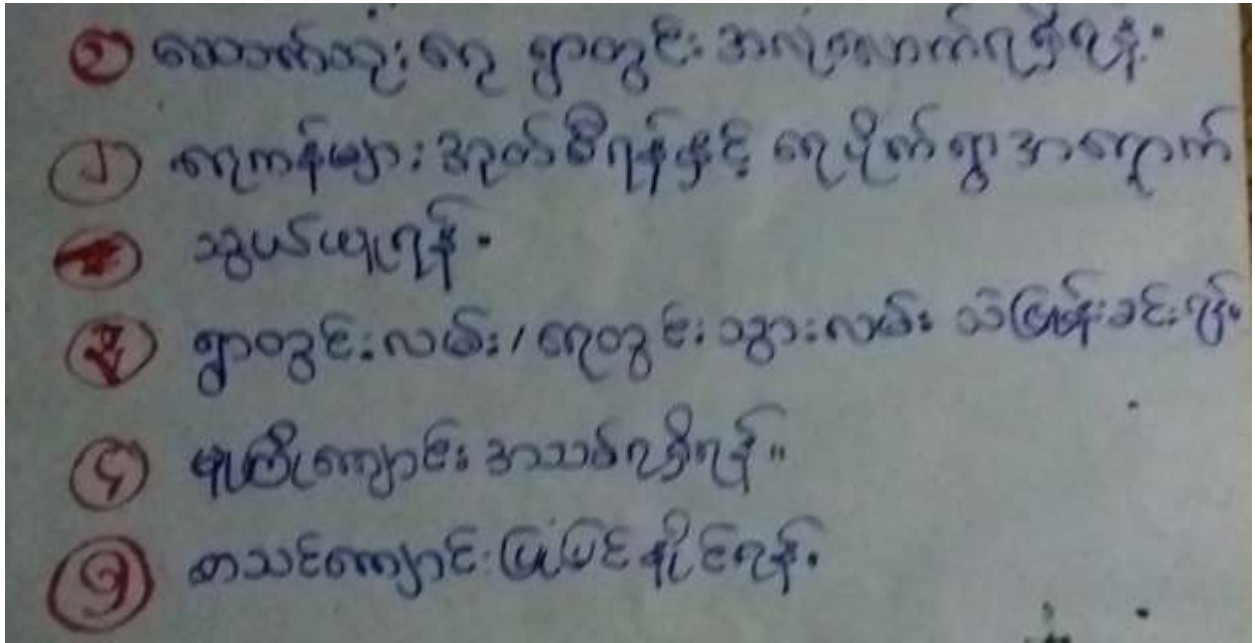 ၁ သောက်သုံးရေ ရွာတွင်း အလုံလောက်ရရှိရန်။
၂ ရေကန်များ အုတ်စီရန်နှင့် ရေပိုက် ရွာအရောက်
သွယ်ယူရန်။
၃ ရွာတွင်းလမ်း/ရေတွင်းသွားလမ်း သဲဖြန်းခင်းရန်။
၄ မူကြိုကျောင်း အသစ်ရရှိရန်။
၅ စာသင်ကျောင်း ပြုပြင်နိုင်ရန်။